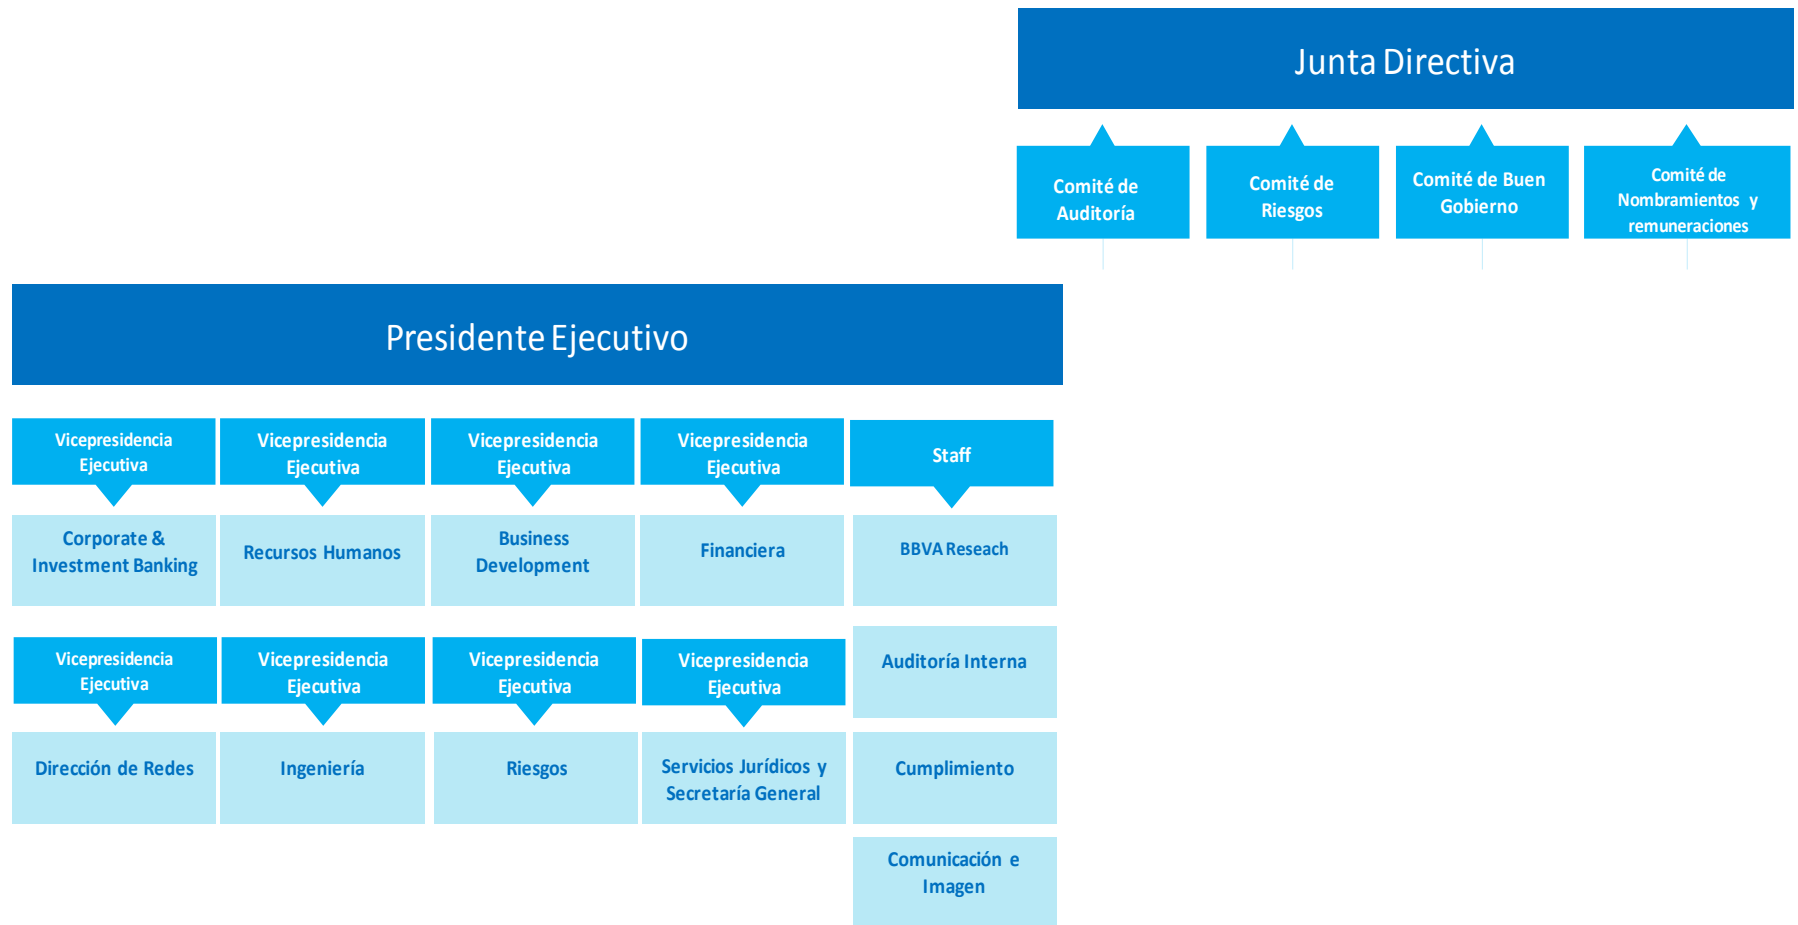 Junta Directiva
Comité de
Auditoría
Comité de
Riesgos
Comité de Buen
Gobierno
Comité de
Nombramientos y
remuneraciones
Presidente Ejecutivo
Vicepresidencia
Ejecutiva
Vicepresidencia
Ejecutiva
Vicepresidencia
Ejecutiva
Vicepresidencia
Ejecutiva
Staff
Corporate &
Investment Banking
Recursos Humanos
Business
Development
Financiera
BBVA Reseach
Vicepresidencia
Ejecutiva
Vicepresidencia
Ejecutiva
Vicepresidencia
Ejecutiva
Vicepresidencia
Ejecutiva
Auditoría Interna
Dirección de Redes
Ingeniería
Riesgos
Servicios Jurídicos y
Secretaría General
Cumplimiento
Comunicación e
Imagen